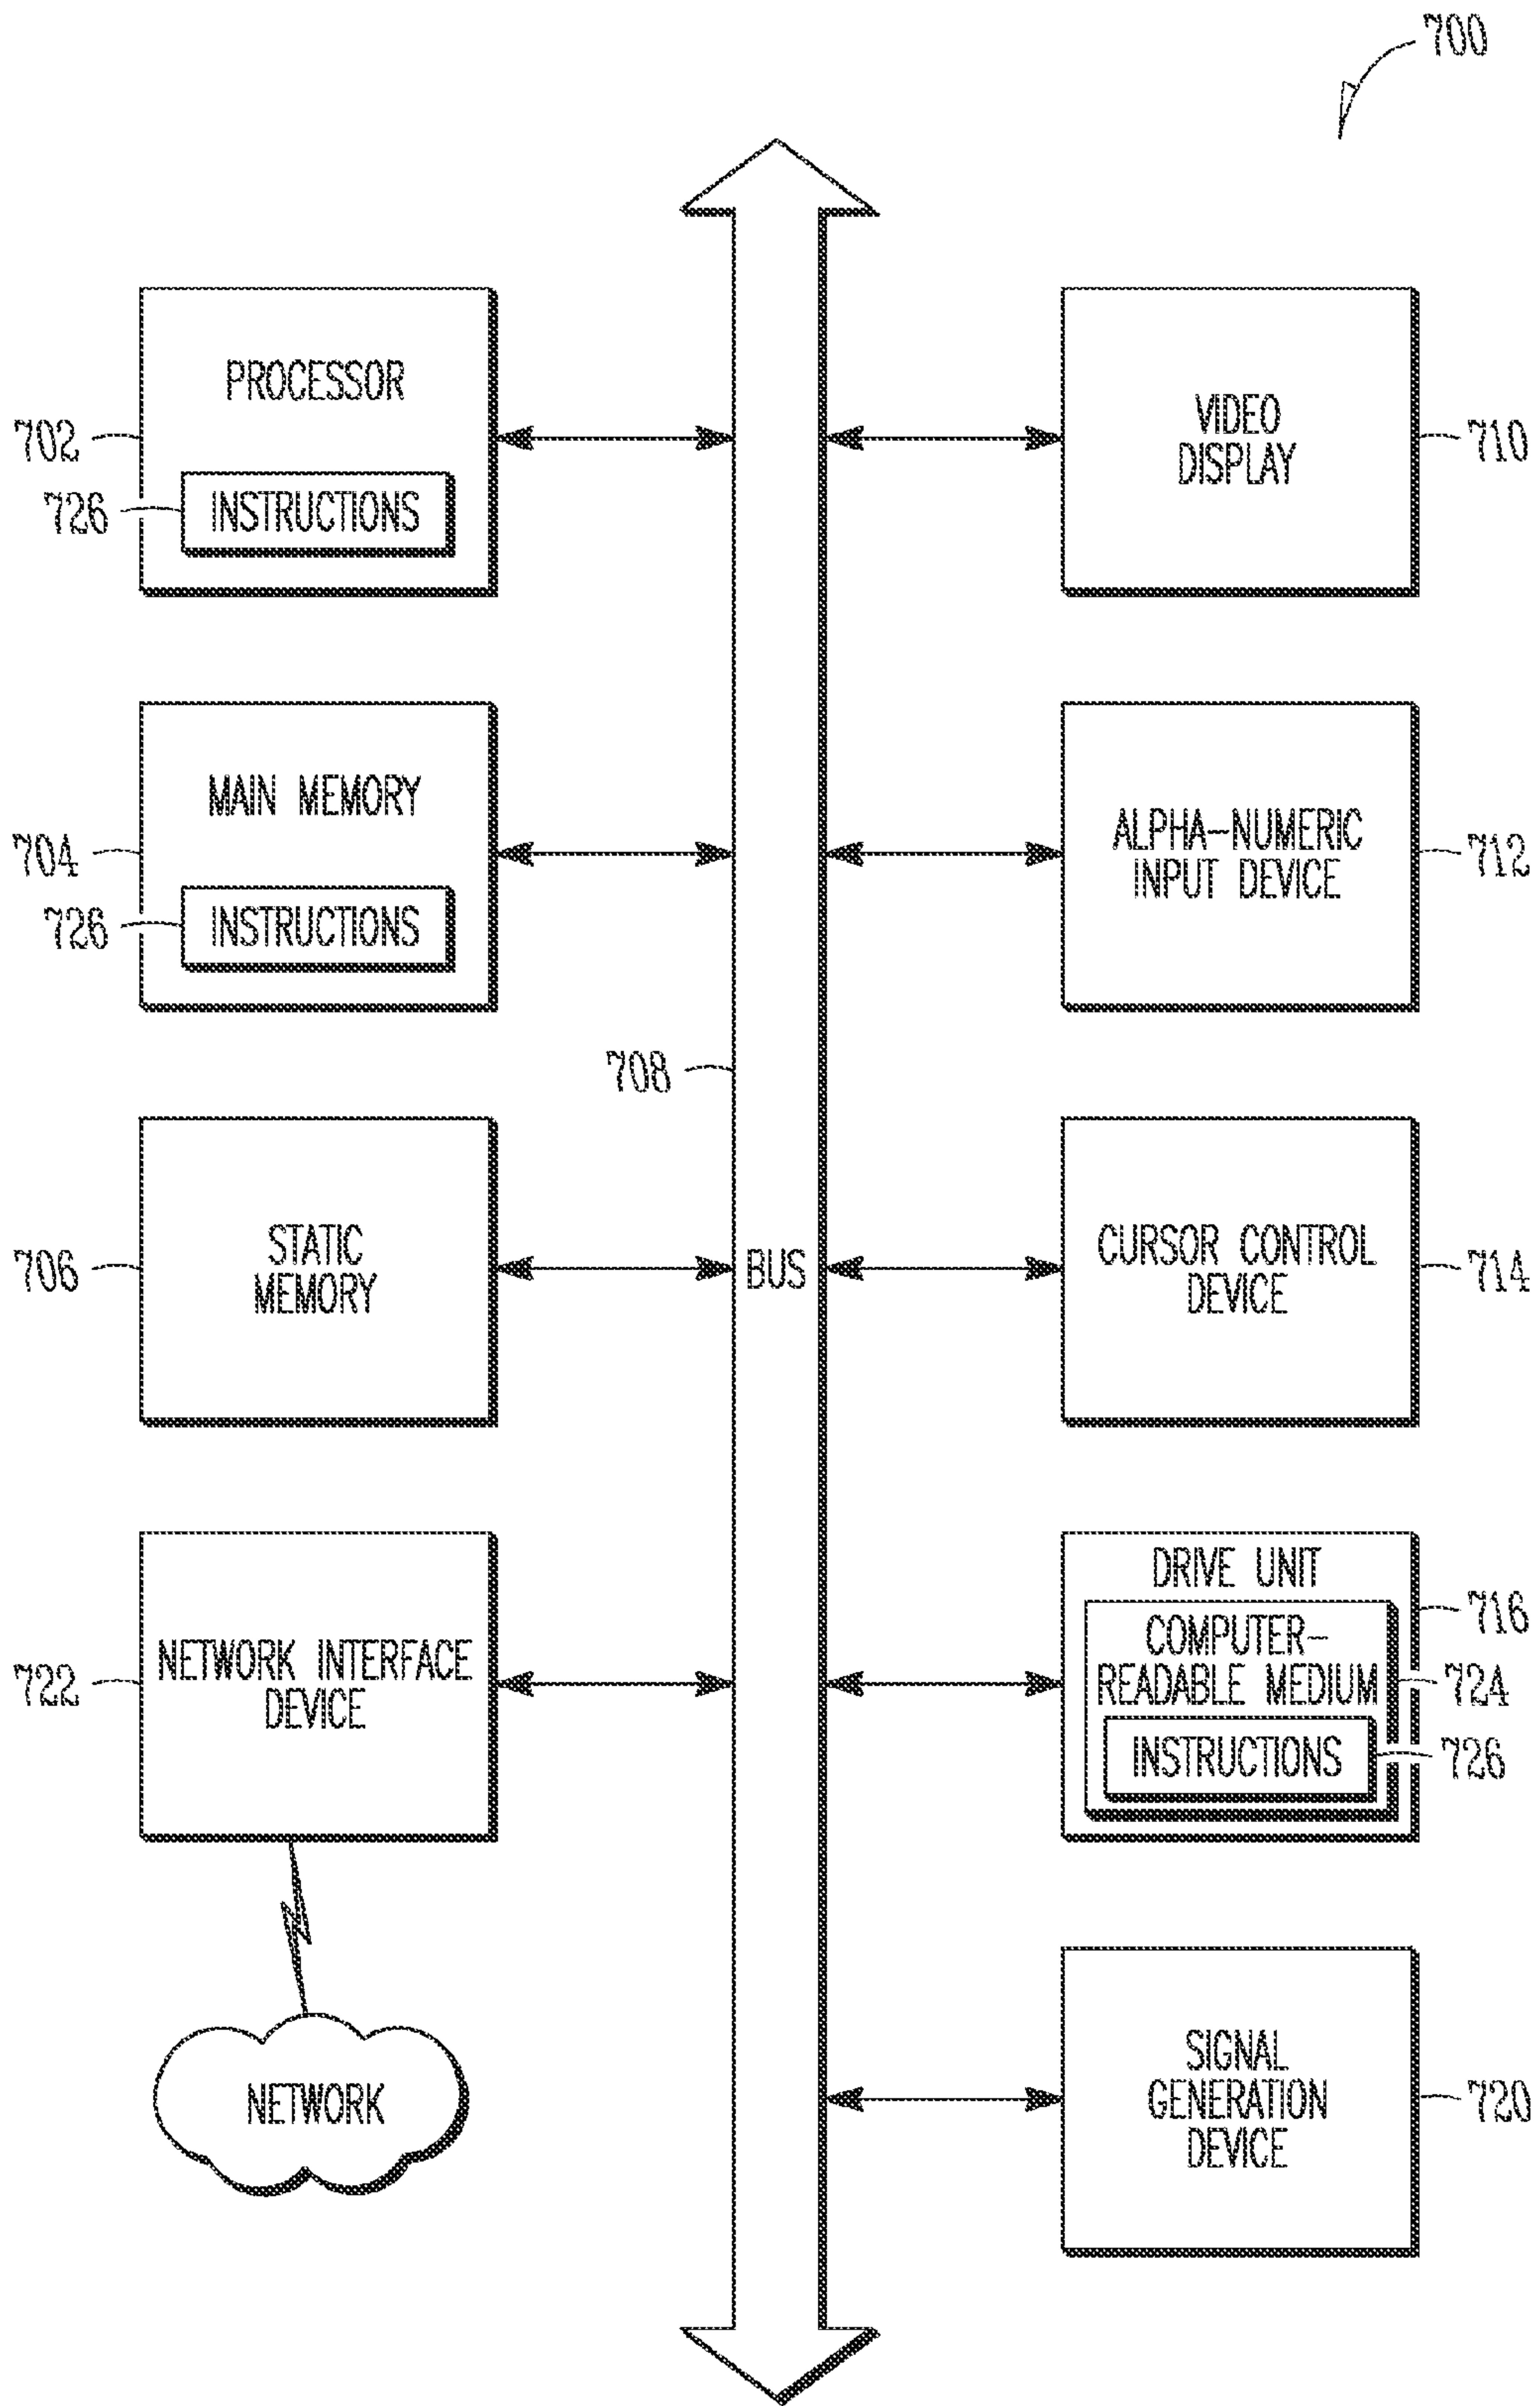 700
PROCESSOR
702
726
INSTRUCTIONS
VIDEO
DISPLAY
710
MAIN MEMORY
704
726
INSTRUCTIONS
ALPHA-NUMERIC
INPUT DEVICE
712
708
STATIC
MEMORY
706
BUS
CURSOR CONTROL
DEVICE
714
NETWORK INTERFACE
DEVICE
722
DRIVE UNIT
716
COMPUTER-
READABLE MEDIUM
724
INSTRUCTIONS
726
NETWORK
SIGNAL
GENERATION
DEVICE
720